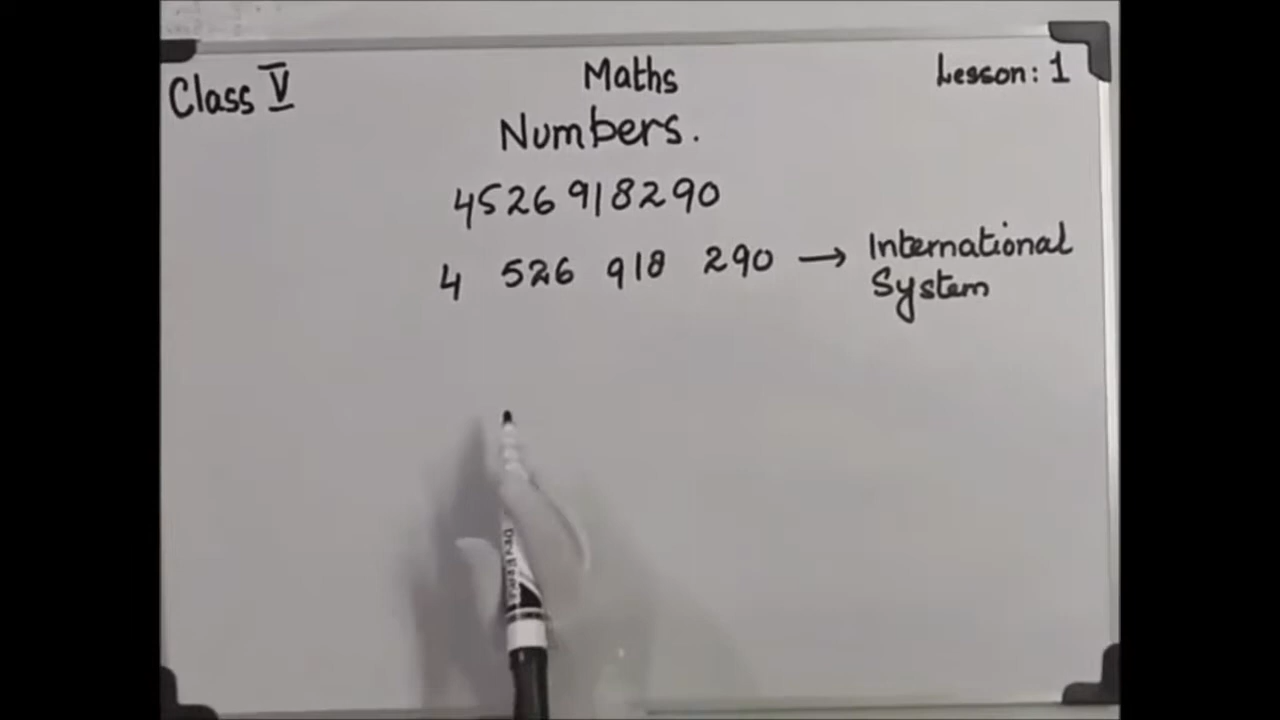 Class V
Maths
Lesson: 1
Numbers.
4526918290
4 526 918 290 → International
System